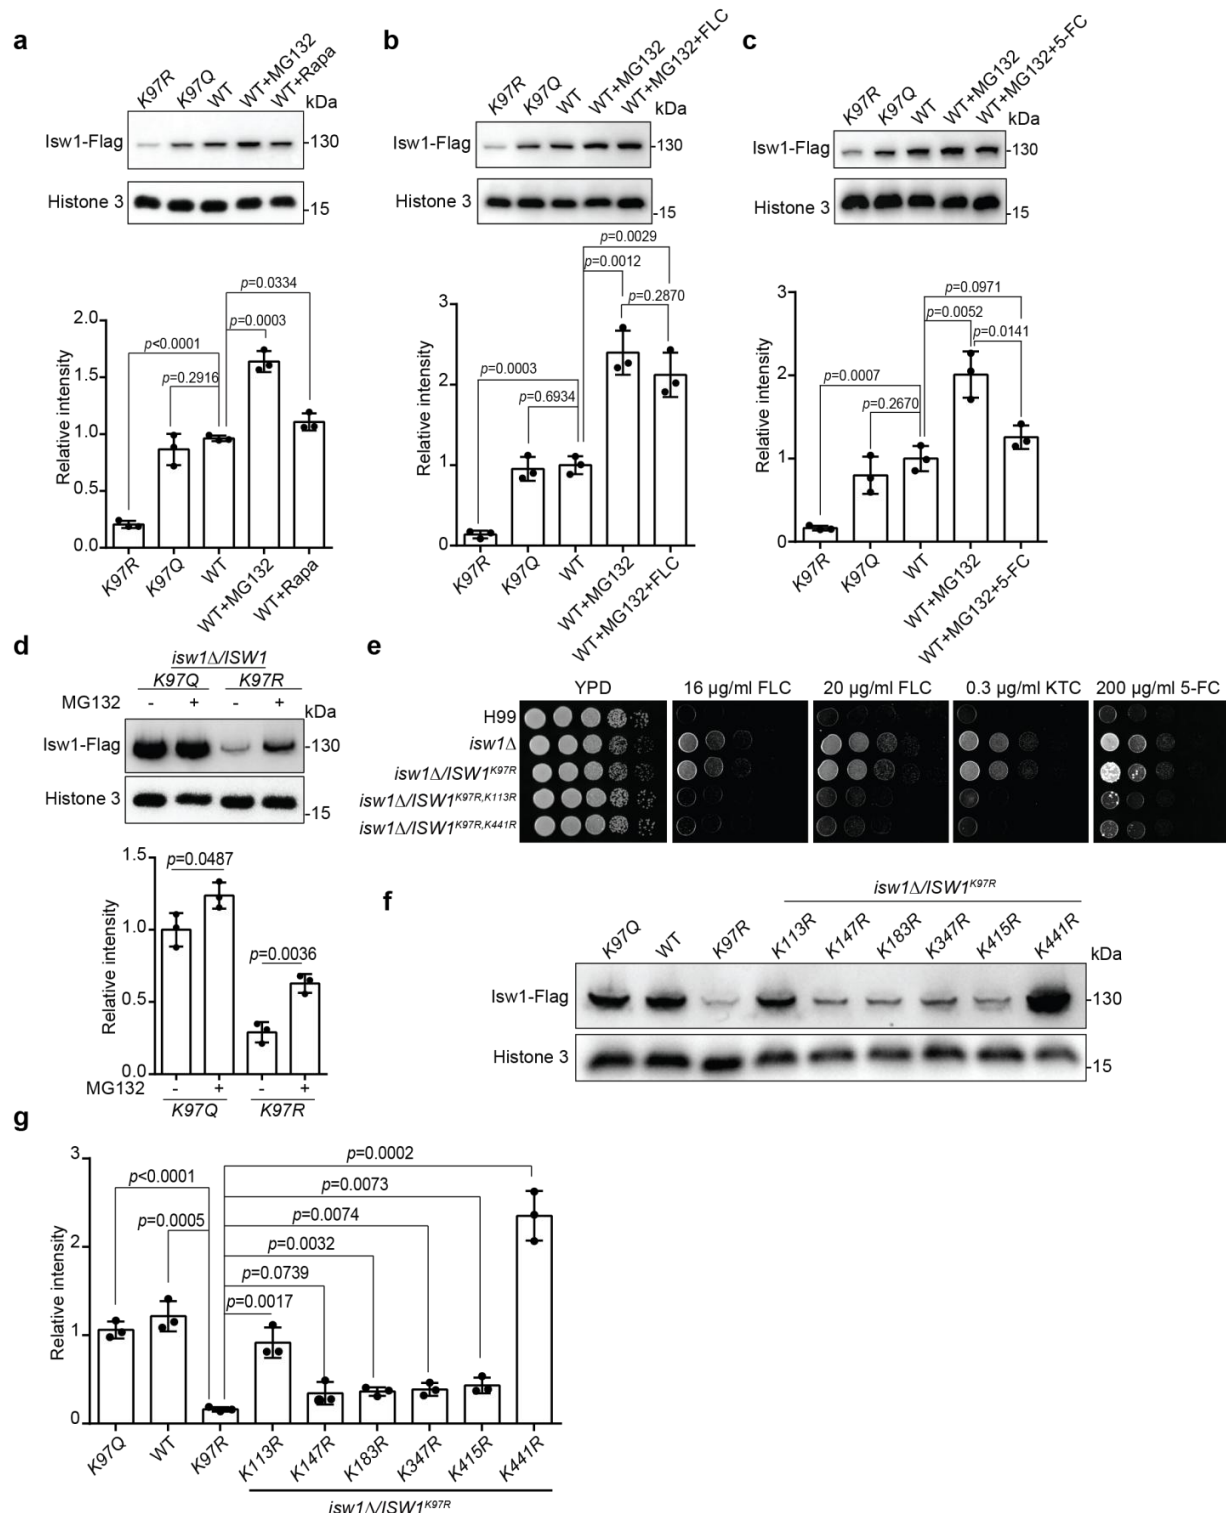 a
K97R K97Q WT WT+MG132 WT+Rapa
kDa
Isw1-Flag
-130
Histone 3
-15
p=0.0334
p=0.0003
p<0.0001
p=0.2916
Relative intensity
2.0
1.5
1.0
0.5
0.0
K97R K97Q WT WT+MG132 WT+Rapa
b
K97R K97Q WT WT+MG132 WT+MG132+FLC
kDa
Isw1-Flag
-130
Histone 3
-15
p=0.0029
p=0.0012
p=0.2870
p=0.0003
p=0.6934
Relative intensity
3
2
1
0
K97R K97Q WT WT+MG132 WT+MG132+FLC
c
K97R K97Q WT WT+MG132 WT+MG132+5-FC
kDa
Isw1-Flag
-130
Histone 3
-15
p=0.0971
p=0.0052
p=0.0141
p=0.0007
p=0.2670
Relative intensity
3
2
1
0
K97R K97Q WT WT+MG132 WT+MG132+5-FC
d
isw1Δ/ISW1
K97Q K97R
MG132 - + - +
kDa
Isw1-Flag
-130
Histone 3
-15
p=0.0487
p=0.0036
Relative intensity
1.5
1.0
0.5
0.0
MG132 - + - +
K97Q K97R
e
YPD 16 µg/ml FLC 20 µg/ml FLC 0.3 µg/ml KTC 200 µg/ml 5-FC
H99
isw1Δ
isw1Δ/ISW1K97R
isw1Δ/ISW1K97R,K113R
isw1Δ/ISW1K97R,K441R
f
isw1Δ/ISW1K97R
K97Q WT K97R K113R K147R K183R K347R K415R K441R
kDa
Isw1-Flag
-130
Histone 3
-15
g
p=0.0002
p<0.0001
p=0.0073
p=0.0005
p=0.0074
p=0.0032
p=0.0739
p=0.0017
Relative intensity
3
2
1
0
K97Q WT K97R K113R K147R K183R K347R K415R K441R
isw1Δ/ISW1K97R